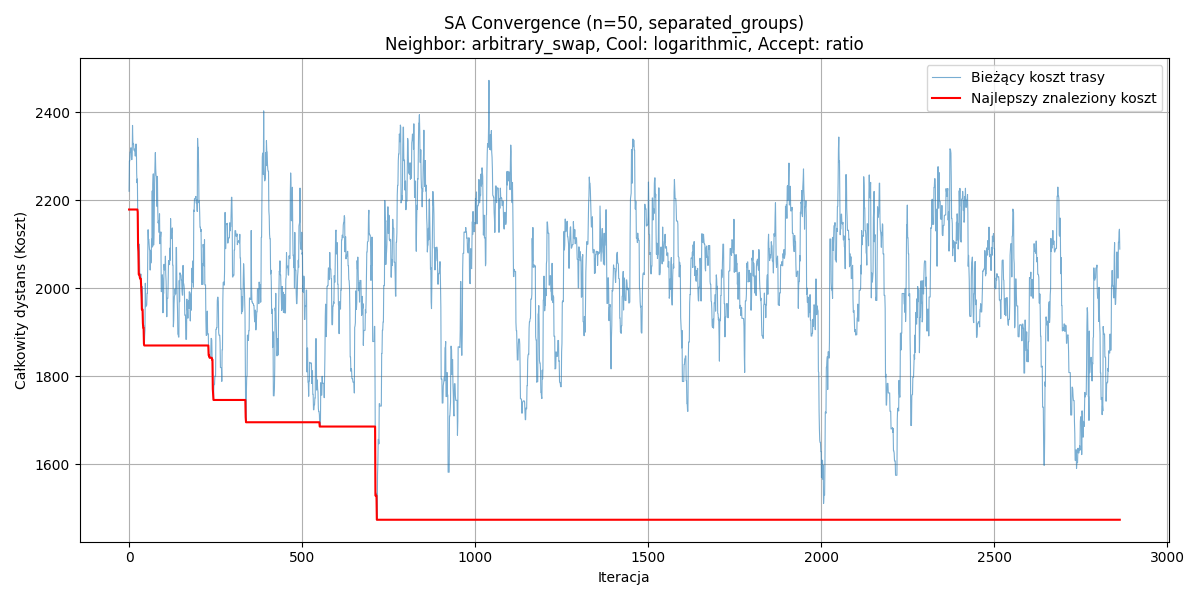 SA Convergence (n=50, separated_groups)
Neighbor: arbitrary_swap, Cool: logarithmic, Accept: ratio
Bieżący koszt trasy
Najlepszy znaleziony koszt
Całkowity dystans (Koszt)
2400
2200
2000
1800
1600
0 500 1000 1500 2000 2500 3000
Iteracja